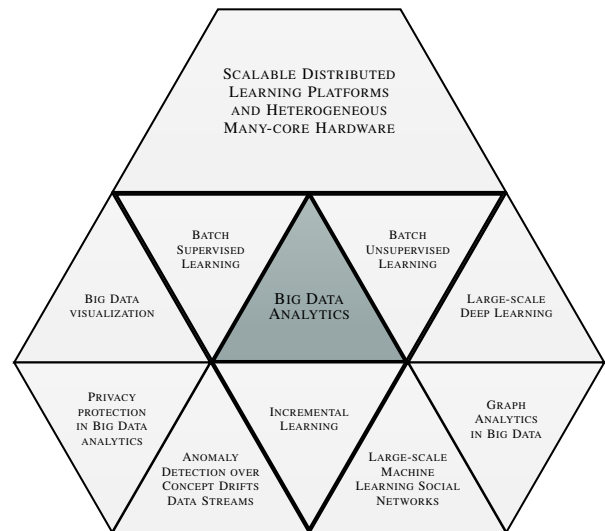 SCALABLE DISTRIBUTED
LEARNING PLATFORMS
AND HETEROGENEOUS
MANY-CORE HARDWARE
BATCH
SUPERVISED
LEARNING
BATCH
UNSUPERVISED
LEARNING
BIG DATA
VISUALIZATION
BIG DATA
ANALYTICS
LARGE-SCALE
DEEP LEARNING
PRIVACY
PROTECTION
IN BIG DATA
ANALYTICS
ANOMALY
DETECTION OVER
CONCEPT DRIFTS
DATA STREAMS
INCREMENTAL
LEARNING
LARGE-SCALE
MACHINE
LEARNING SOCIAL
NETWORKS
GRAPH
ANALYTICS
IN BIG DATA